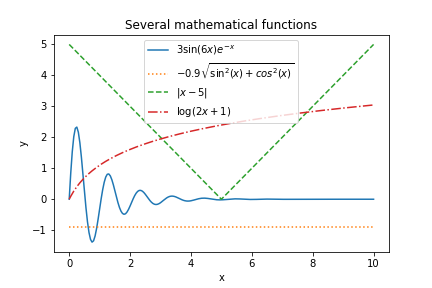 Several mathematical functions
3sin(6x)e⁻ˣ
−0.9√(sin²(x) + cos²(x))
|x − 5|
log(2x + 1)
y
5
4
3
2
1
0
−1
0 2 4 6 8 10
x